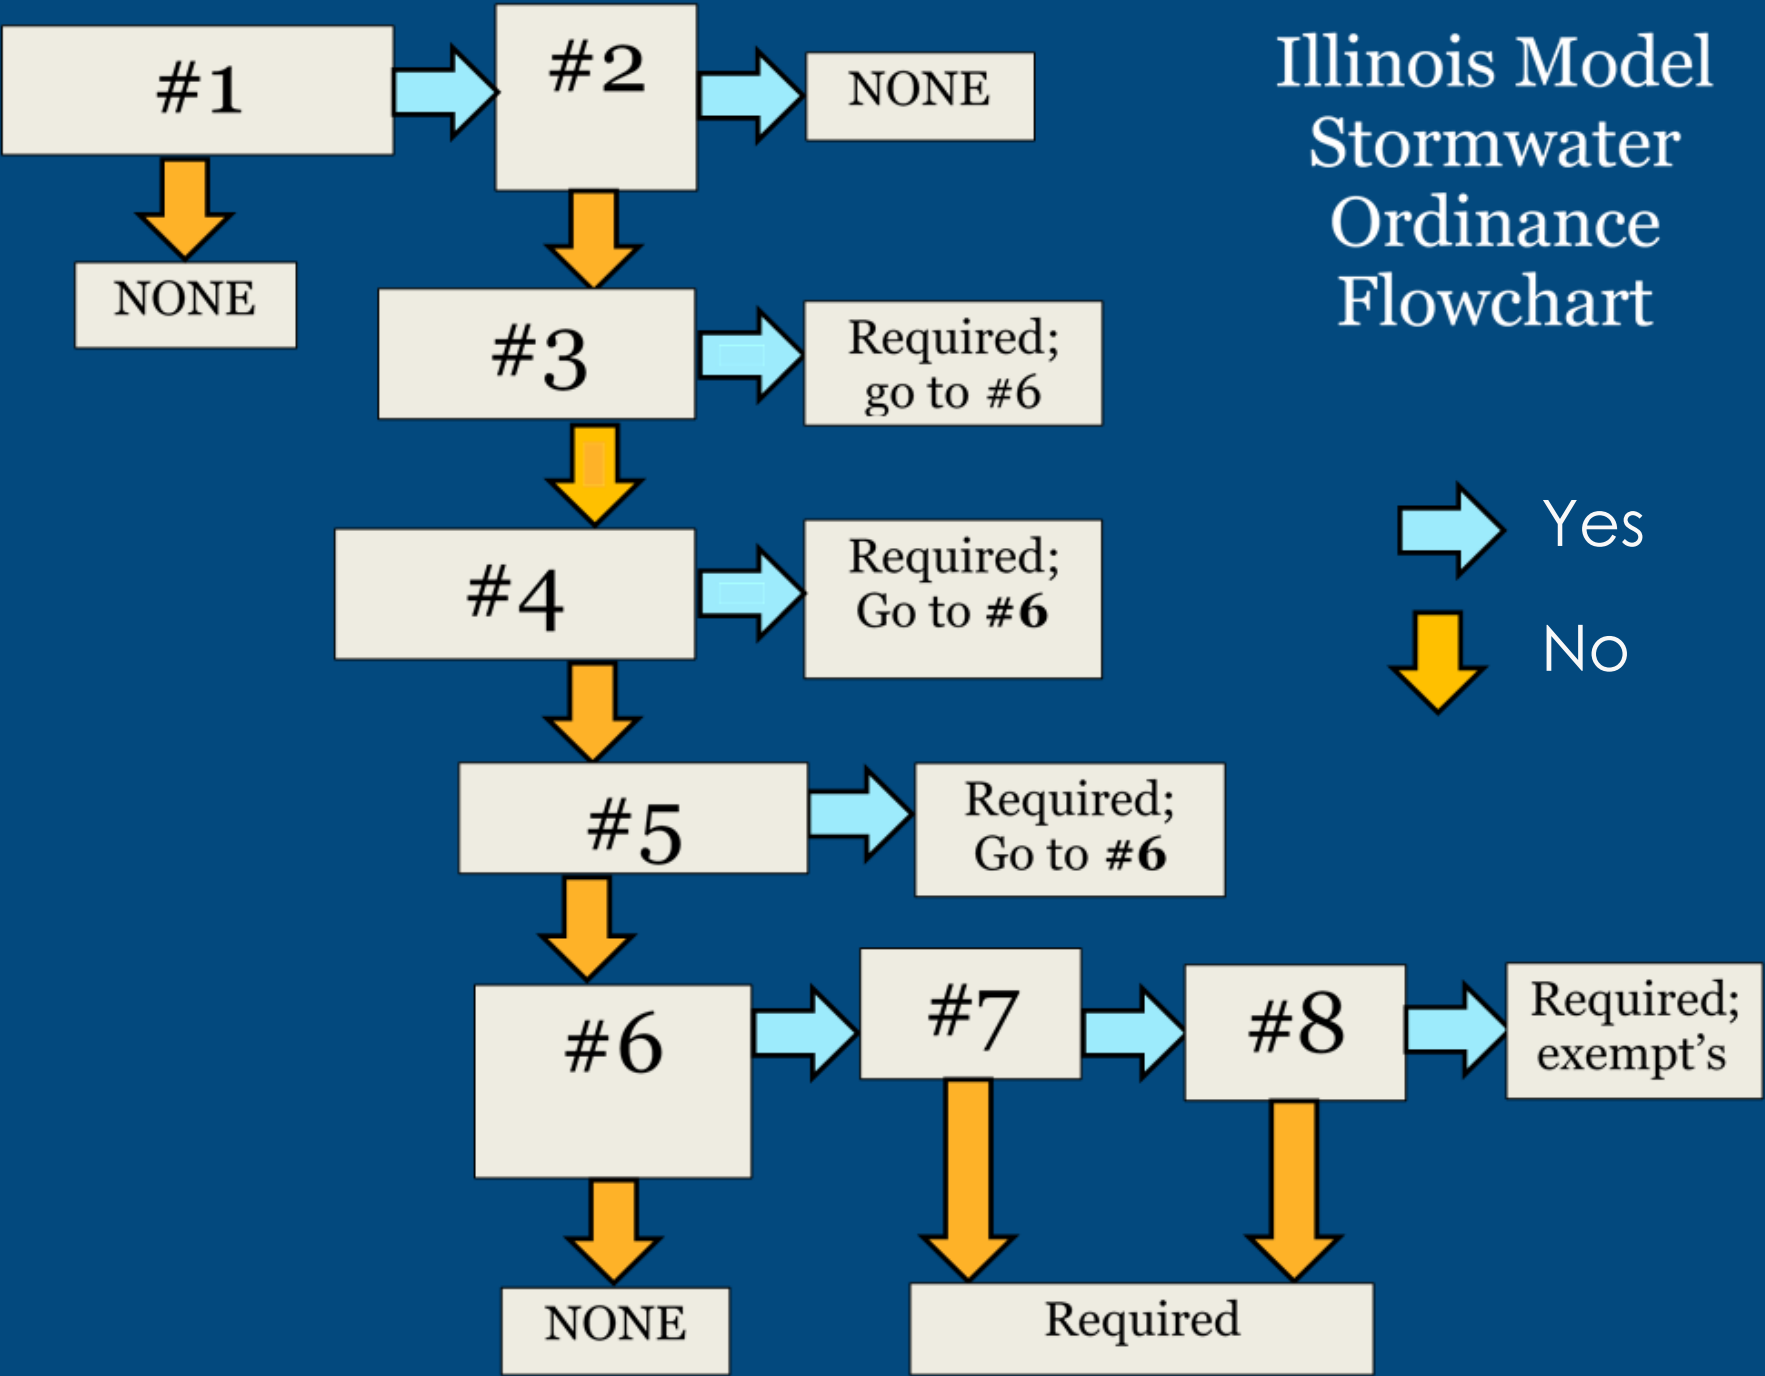 #1
#2
NONE
Illinois Model
Stormwater
Ordinance
Flowchart
NONE
#3
Required;
go to #6
#4
Required;
Go to #6
Yes
No
#5
Required;
Go to #6
#6
#7
#8
Required;
exempt's
NONE
Required